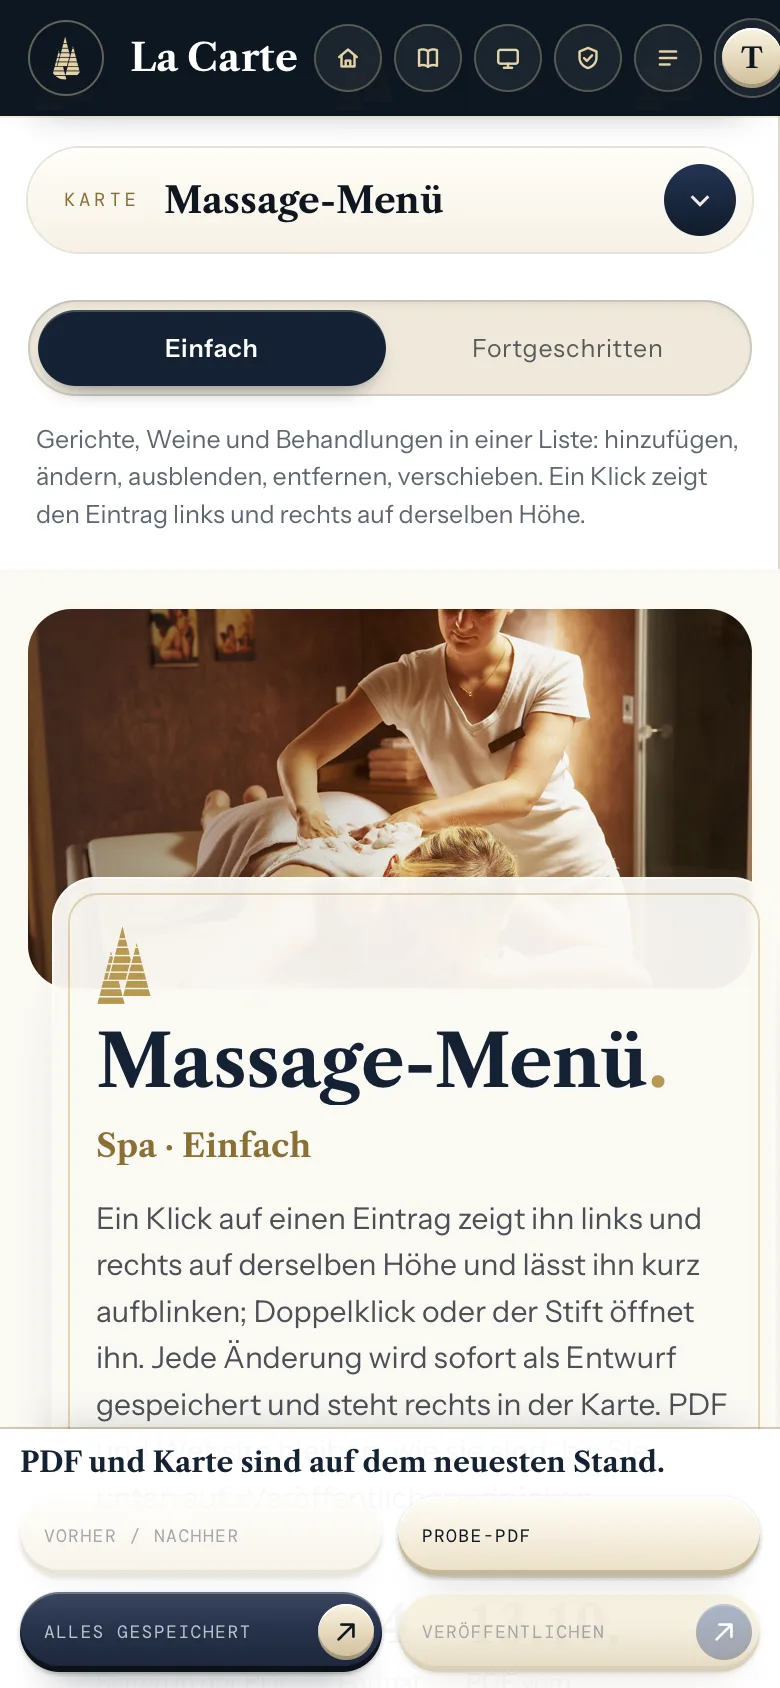 La Carte
T
KARTE Massage-Menü
Einfach Fortgeschritten
Gerichte, Weine und Behandlungen in einer Liste: hinzufügen,
ändern, ausblenden, entfernen, verschieben. Ein Klick zeigt
den Eintrag links und rechts auf derselben Höhe.
Massage-Menü.
Spa · Einfach
Ein Klick auf einen Eintrag zeigt ihn links und
rechts auf derselben Höhe und lässt ihn kurz
aufblinken; Doppelklick oder der Stift öffnet
ihn. Jede Änderung wird sofort als Entwurf
gespeichert und steht rechts in der Karte. PDF
PDF und Karte sind auf dem neuesten Stand.
VORHER / NACHHER PROBE-PDF
ALLES GESPEICHERT VERÖFFENTLICHEN